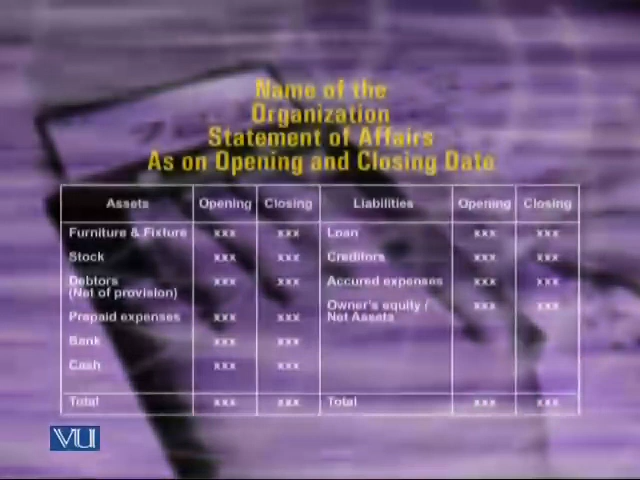 Name of the
Organization
Statement of Affairs
As on Opening and Closing Date
Assets Opening Closing Liabilities Opening Closing
Furniture & Fixture xxx xxx Loan xxx xxx
Stock xxx xxx Creditors xxx xxx
Debtors
(Net of provision) xxx xxx Accured expenses xxx xxx
Prepaid expenses xxx xxx Owner's equity /
Net Assets xxx xxx
Bank xxx xxx
Cash xxx xxx
Total xxx xxx Total xxx xxx
VU